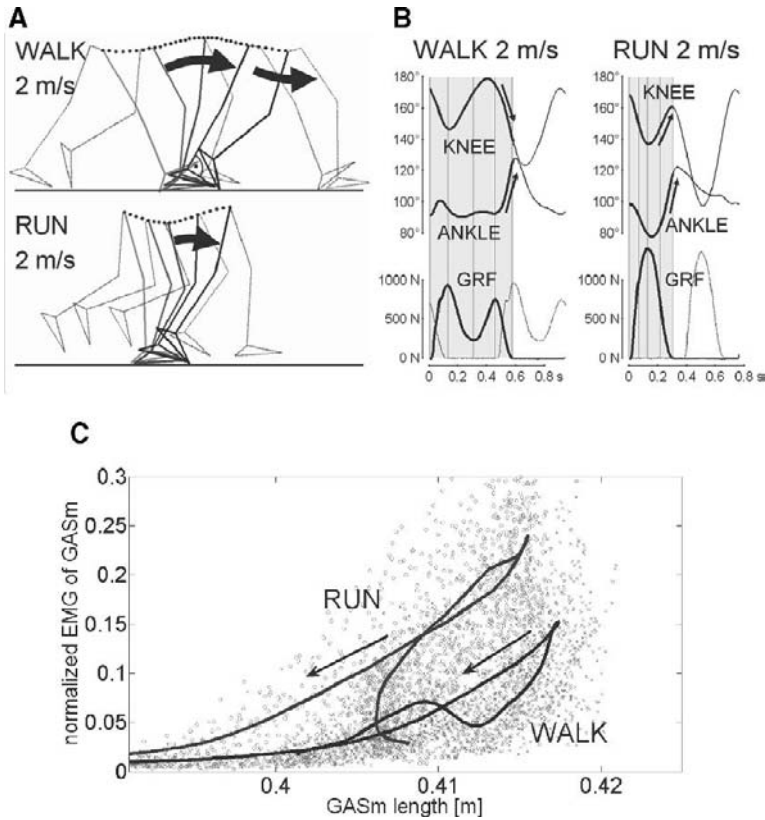 A
WALK
2 m/s
RUN
2 m/s
B
WALK 2 m/s
RUN 2 m/s
180°
160°
140°
120°
100°
80°
KNEE
ANKLE
1000 N
500 N
0 N
GRF
0 0.2 0.4 0.6 0.8 s
180°
160°
140°
120°
100°
80°
KNEE
ANKLE
1000 N
500 N
0 N
GRF
0 0.2 0.4 0.6 0.8 s
C
normalized EMG of GASm
0.3
0.25
0.2
0.15
0.1
0.05
0
RUN
WALK
0.4 0.41 0.42
GASm length [m]